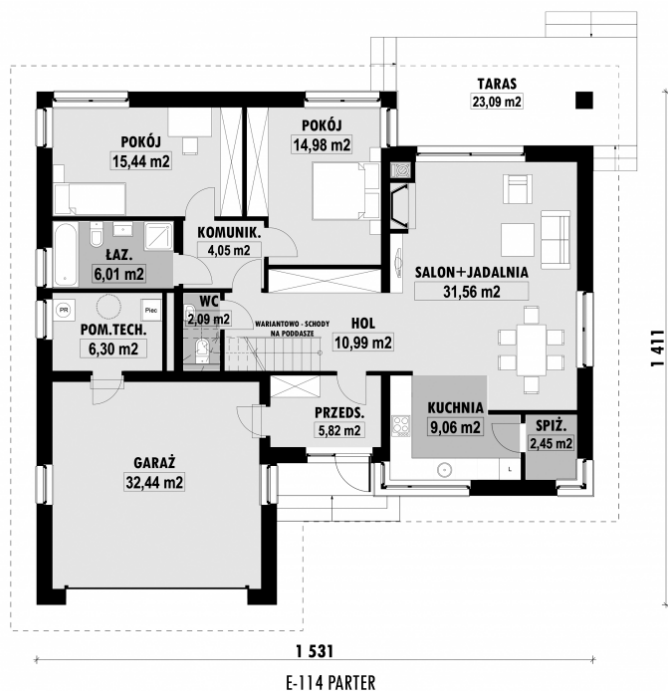 TARAS
23,09 m2
POKÓJ
15,44 m2
POKÓJ
14,98 m2
KOMUNIK.
4,05 m2
ŁAZ.
6,01 m2
SALON+JADALNIA
31,56 m2
WC
2,09 m2
PR
Piec
POM.TECH.
6,30 m2
WARIANTOWO - SCHODY
NA PODDASZE
HOL
10,99 m2
PRZEDS.
5,82 m2
KUCHNIA
9,06 m2
SPIŻ.
2,45 m2
L
GARAŻ
32,44 m2
1 411
1 531
E-114 PARTER